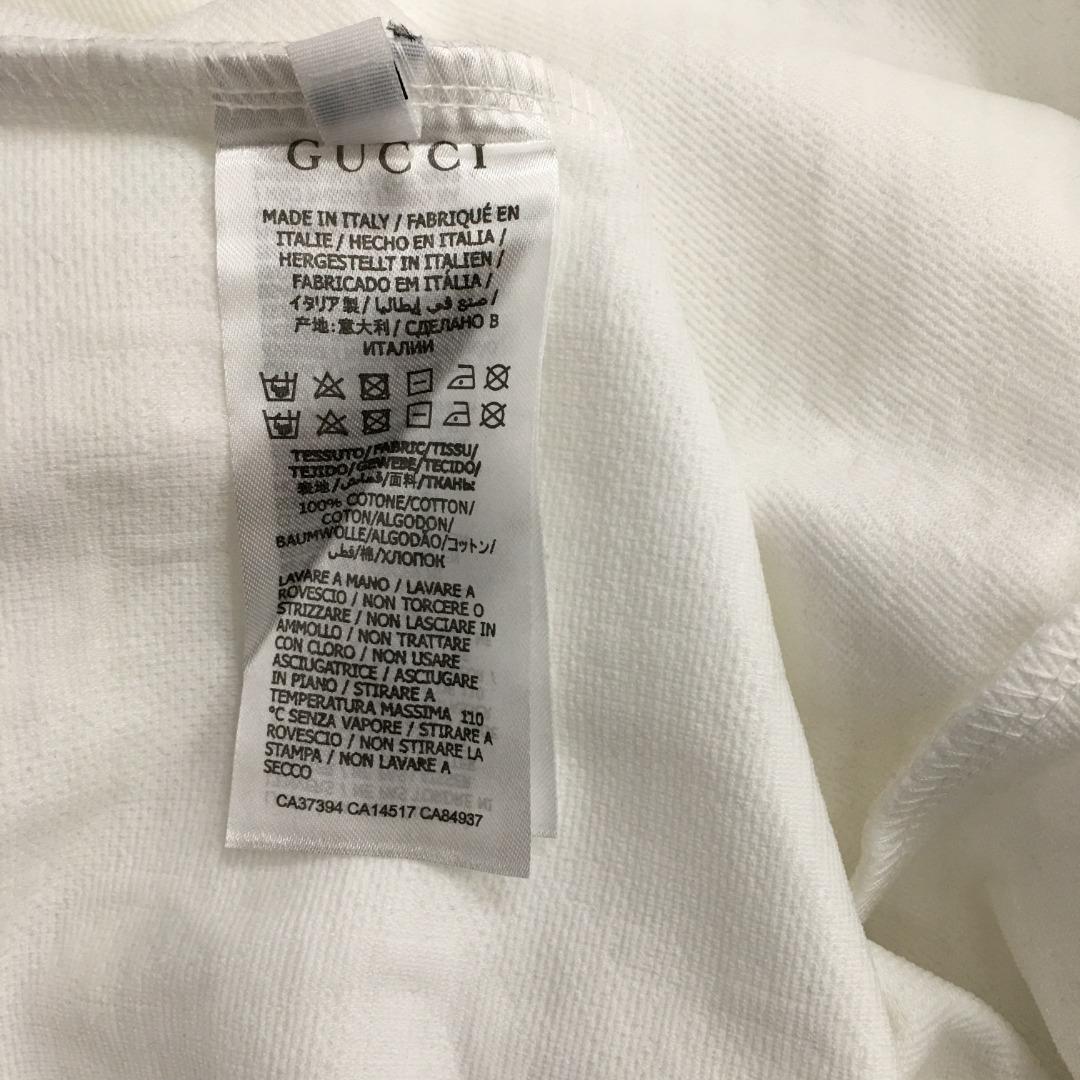 GUCCI
MADE IN ITALY / FABRIQUÉ EN
ITALIE / HECHO EN ITALIA /
HERGESTELLT IN ITALIEN /
FABRICADO EM ITÁLIA /
イタリア製 / صنع في إيطاليا /
产地:意大利 / СДЕЛАНО В
ИТАЛИИ
TESSUTO/FABRIC/TISSU/
TEJIDO/GEWEBE/TECIDO/
表地/قماش/面料/ТКАНЬ:
100% COTONE/COTTON/
COTON/ALGODON/
BAUMWOLLE/ALGODÃO/コットン/
قطن/棉/ХЛОПОК
LAVARE A MANO / LAVARE A
ROVESCIO / NON TORCERE O
STRIZZARE / NON LASCIARE IN
AMMOLLO / NON TRATTARE
CON CLORO / NON USARE
ASCIUGATRICE / ASCIUGARE
IN PIANO / STIRARE A
TEMPERATURA MASSIMA 110
°C SENZA VAPORE / STIRARE A
ROVESCIO / NON STIRARE LA
STAMPA / NON LAVARE A
SECCO
CA37394 CA14517 CA84937